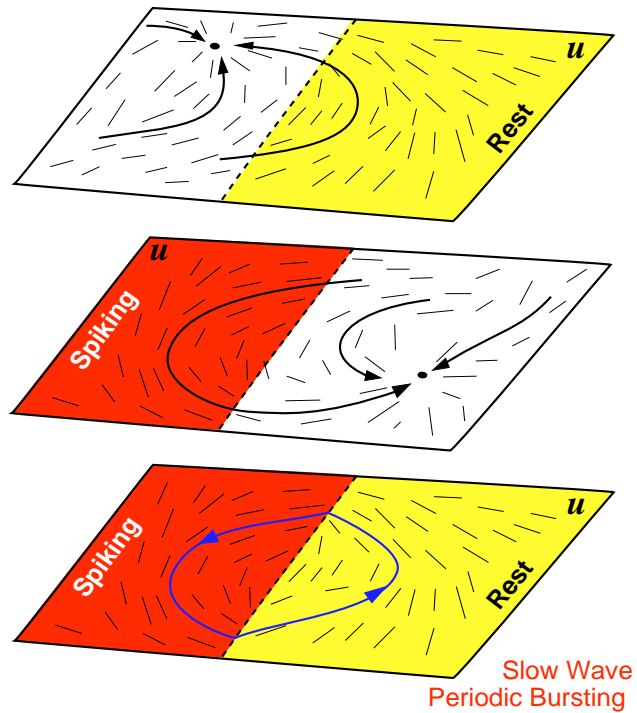 u
Rest
u
Spiking
u
Spiking
Rest
Slow Wave
Periodic Bursting